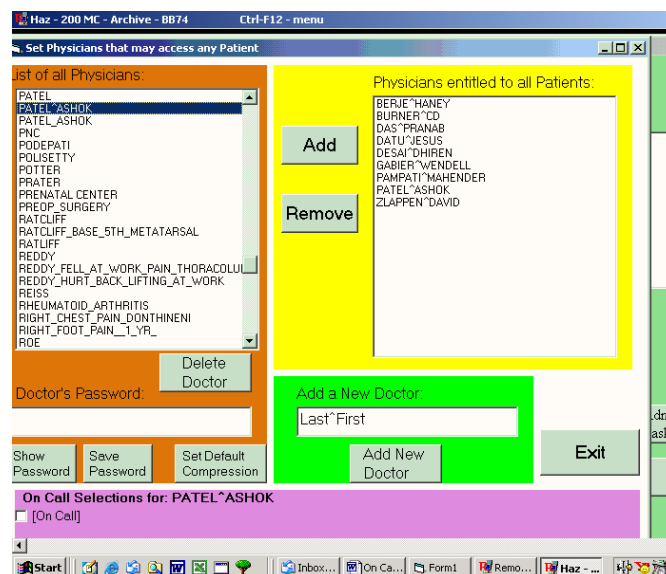 Haz - 200 MC - Archive - BB74 Ctrl-F12 - menu
Set Physicians that may access any Patient
List of all Physicians:
PATEL
PATEL^ASHOK
PATEL_ASHOK
PNC
PODEPATI
POLISETTY
POTTER
PRATER
PRENATAL CENTER
PREOP_SURGERY
RATCLIFF
RATCLIFF_BASE_5TH_METATARSAL
RATLIFF
REDDY
REDDY_FELL_AT_WORK_PAIN_THORACOLU
REDDY_HURT_BACK_LIFTING_AT_WORK
REISS
RHEUMATOID_ARTHRITIS
RIGHT_CHEST_PAIN_DONTHINENI
RIGHT_FOOT_PAIN__1_YR_
ROE
Delete
Doctor
Doctor's Password:
Show
Password
Save
Password
Set Default
Compression
Physicians entitled to all Patients:
BERJE^HANEY
BURNER^CD
DAS^PRANAB
DATU^JESUS
DESAI^DHIREN
GABIER^WENDELL
PAMPATI^MAHENDER
PATEL^ASHOK
ZLAPPEN^DAVID
Add
Remove
Add a New Doctor:
Last^First
Add New
Doctor
Exit
On Call Selections for: PATEL^ASHOK
[On Call]
Start Inbox... On Ca... Form1 Remo... Haz - ...